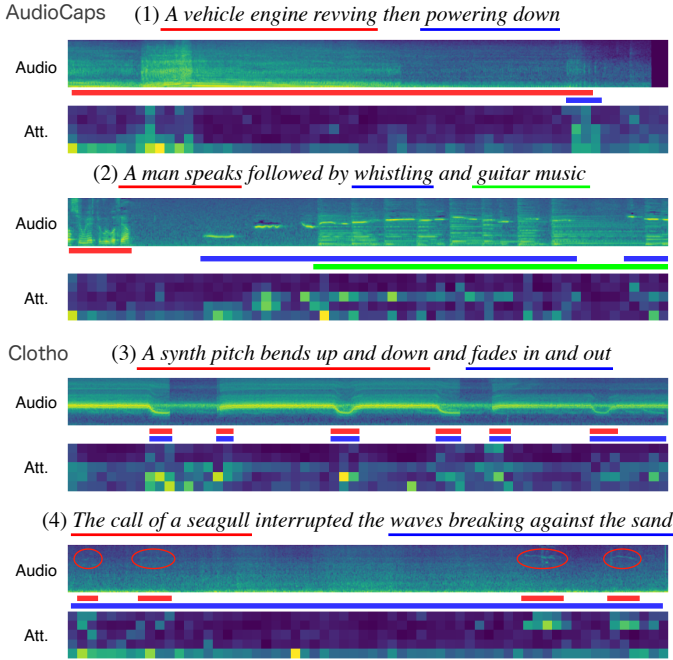 AudioCaps
(1) A vehicle engine revving then powering down
Audio
Att.
(2) A man speaks followed by whistling and guitar music
Audio
Att.
Clotho
(3) A synth pitch bends up and down and fades in and out
Audio
Att.
(4) The call of a seagull interrupted the waves breaking against the sand
Audio
Att.